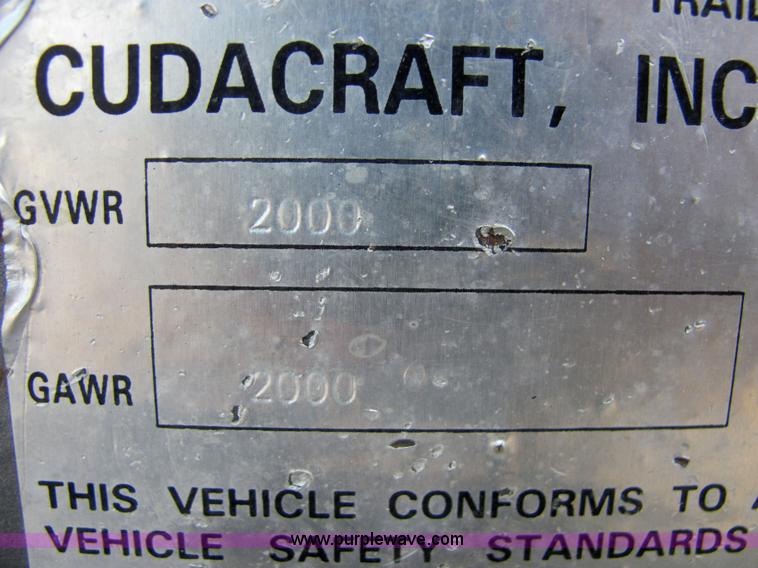 CUDACRAFT, INC
GVWR 2000
GAWR 2000
THIS VEHICLE CONFORMS TO
VEHICLE SAFETY STANDARDS
www.purplewave.com